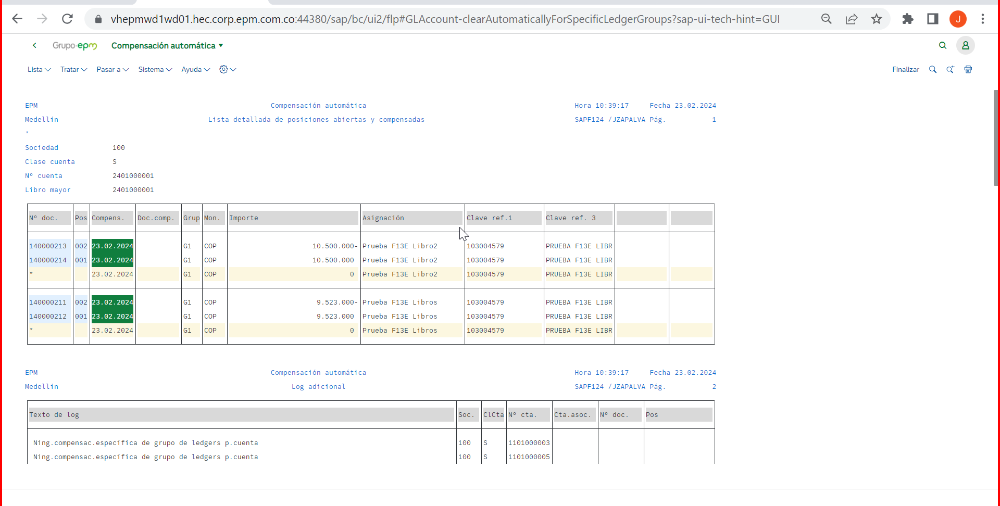 vhepmwd1wd01.hec.corp.epm.com.co:44380/sap/bc/ui2/flp#GLAccount-clearAutomaticallyForSpecificLedgerGroups?sap-ui-tech-hint=GUI
J
Grupo·epm Compensación automática
Lista Tratar Pasar a Sistema Ayuda Finalizar
EPM Compensación automática Hora 10:39:17 Fecha 23.02.2024
Medellín Lista detallada de posiciones abiertas y compensadas SAPF124 /JZAPALVA Pág. 1
*
Sociedad 100
Clase cuenta S
Nº cuenta 2401000001
Libro mayor 2401000001
Nº doc. Pos Compens. Doc.comp. Grup Mon. Importe Asignación Clave ref.1 Clave ref. 3
140000213 002 23.02.2024 G1 COP 10.500.000- Prueba F13E Libro2 103004579 PRUEBA F13E LIBR
140000214 001 23.02.2024 G1 COP 10.500.000 Prueba F13E Libro2 103004579 PRUEBA F13E LIBR
* 23.02.2024 G1 COP 0 Prueba F13E Libro2 103004579 PRUEBA F13E LIBR
140000211 002 23.02.2024 G1 COP 9.523.000- Prueba F13E Libros 103004579 PRUEBA F13E LIBR
140000212 001 23.02.2024 G1 COP 9.523.000 Prueba F13E Libros 103004579 PRUEBA F13E LIBR
* 23.02.2024 G1 COP 0 Prueba F13E Libros 103004579 PRUEBA F13E LIBR
EPM Compensación automática Hora 10:39:17 Fecha 23.02.2024
Medellín Log adicional SAPF124 /JZAPALVA Pág. 2
Texto de log Soc. ClCta Nº cta. Cta.asoc. Nº doc. Pos
Ning.compensac.específica de grupo de ledgers p.cuenta 100 S 1101000003
Ning.compensac.específica de grupo de ledgers p.cuenta 100 S 1101000005